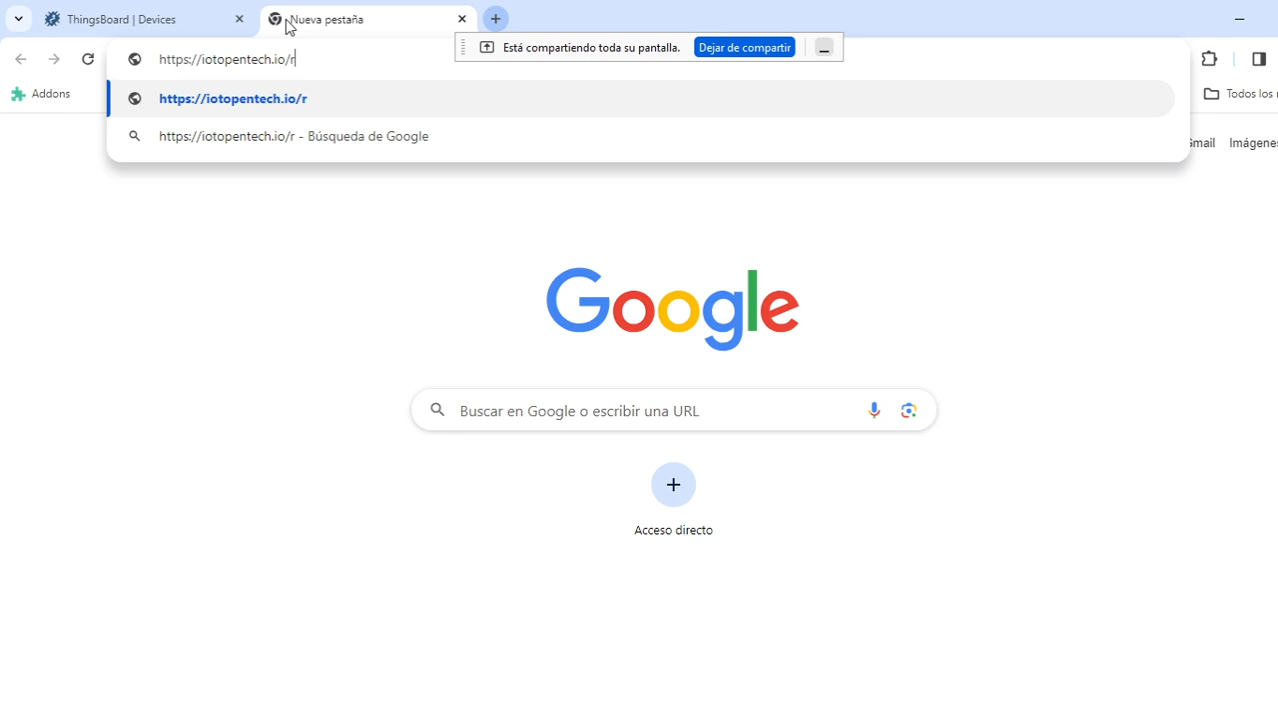 ThingsBoard | Devices
Nueva pestaña
https://iotopentech.io/r
Está compartiendo toda su pantalla.
Dejar de compartir
Addons
https://iotopentech.io/r
Todos los
https://iotopentech.io/r - Búsqueda de Google
Gmail
Imágenes
Google
Buscar en Google o escribir una URL
Acceso directo